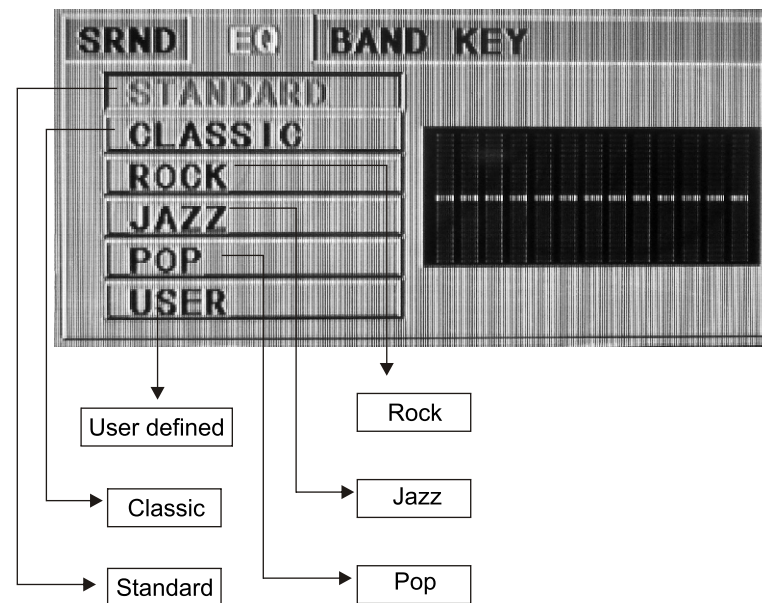 SRND EQ BAND KEY
STANDARD
CLASSIC
ROCK
JAZZ
POP
USER
User defined
Rock
Classic
Jazz
Standard
Pop